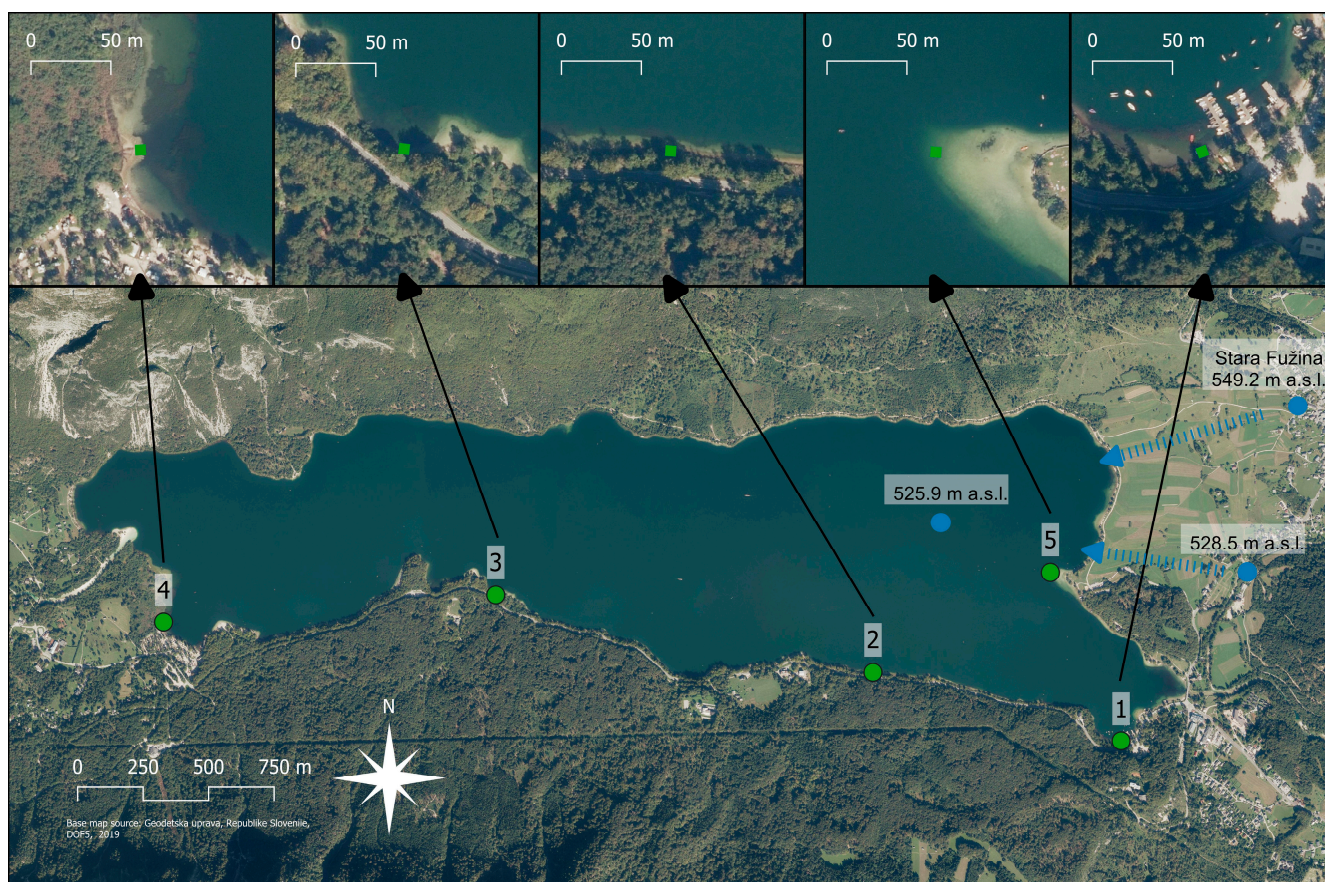 0 50 m
0 50 m
0 50 m
0 50 m
0 50 m
Stara Fužina
549.2 m a.s.l.
525.9 m a.s.l.
528.5 m a.s.l.
5
3
4
2
1
N
0 250 500 750 m
Base map source: Geodetska uprava, Republike Slovenije,
DOF5, 2019